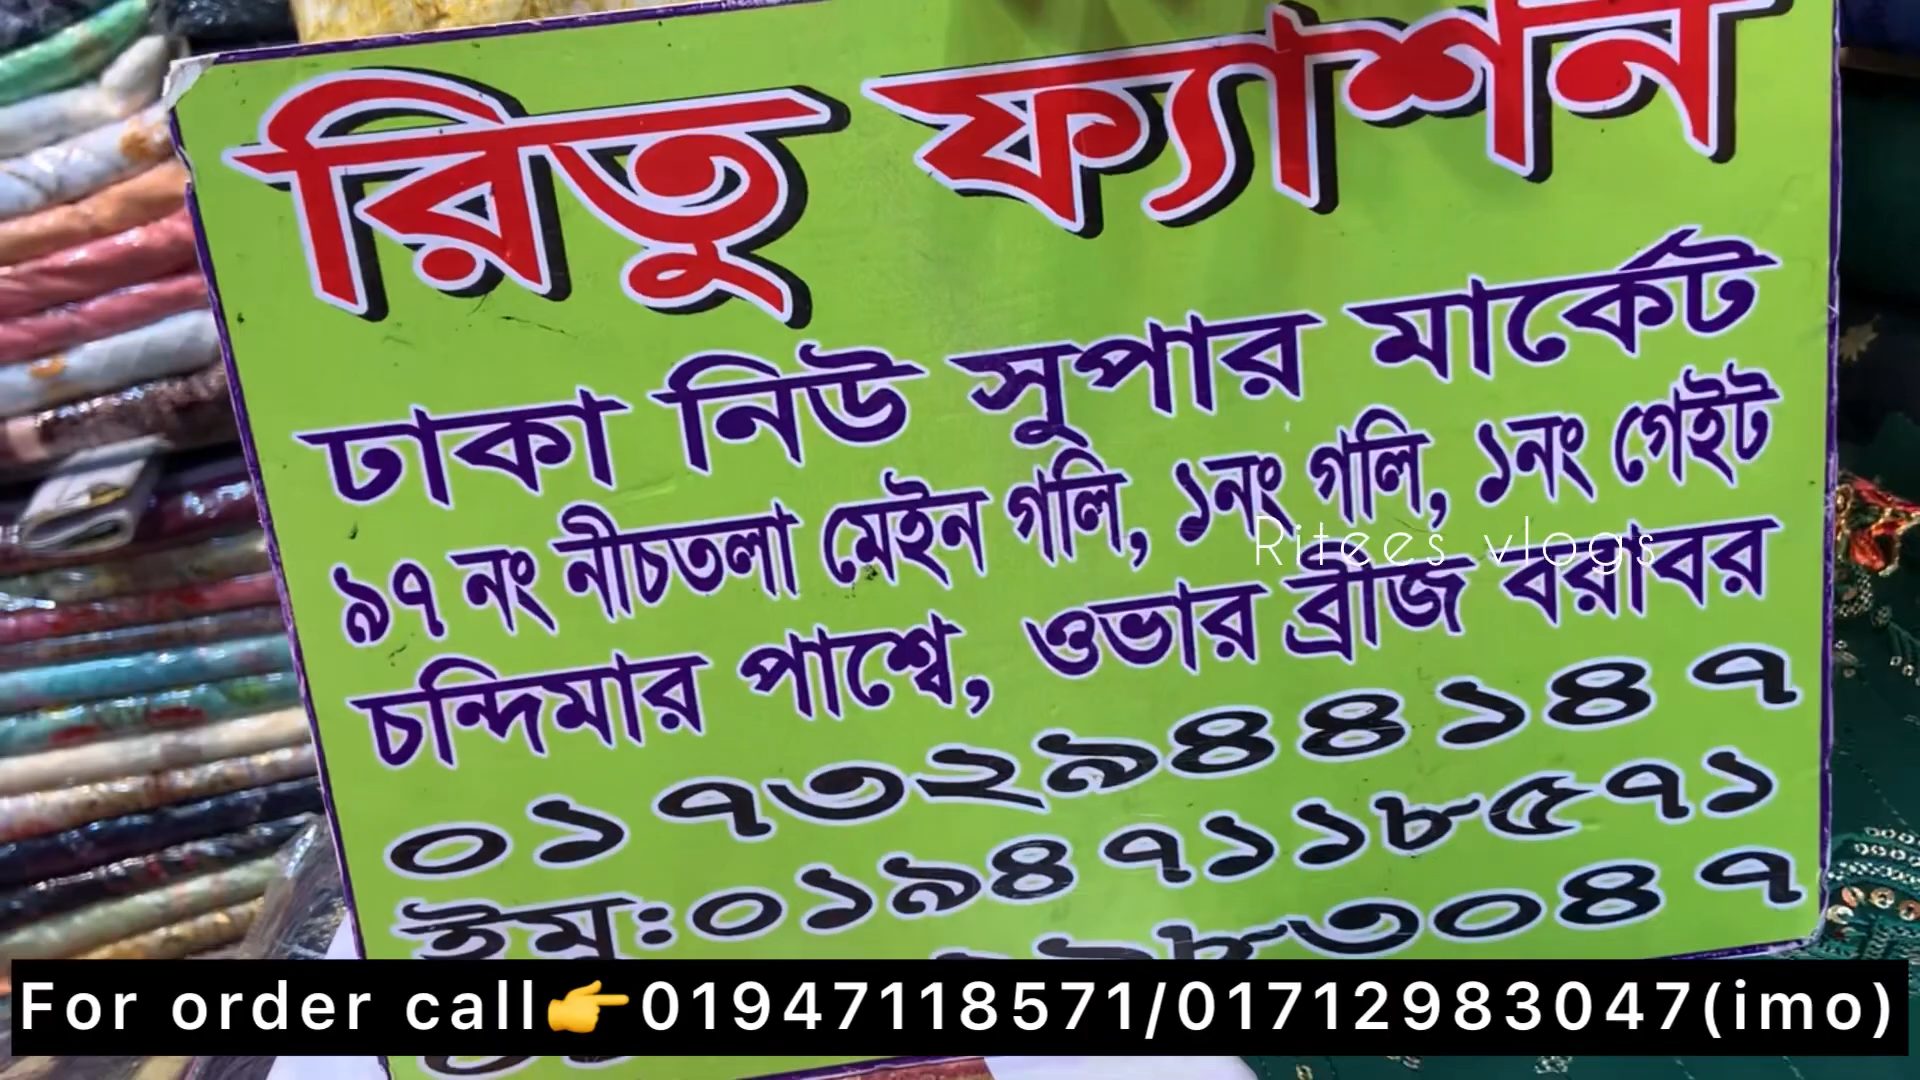 রিতু ফ্যাশন
ঢাকা নিউ সুপার মার্কেট
৯৭ নং নীচতলা মেইন গলি, ১নং গলি, ১নং গেইট
Ritees vlogs
চন্দিমার পার্শ্বে, ওভার ব্রীজ বরাবর
০১৭৩২৯৪৪১৪৭
ইমু:০১৯৪৭১১৮৫৭১
৯৮৩০৪৭
For order call👉01947118571/01712983047(imo)